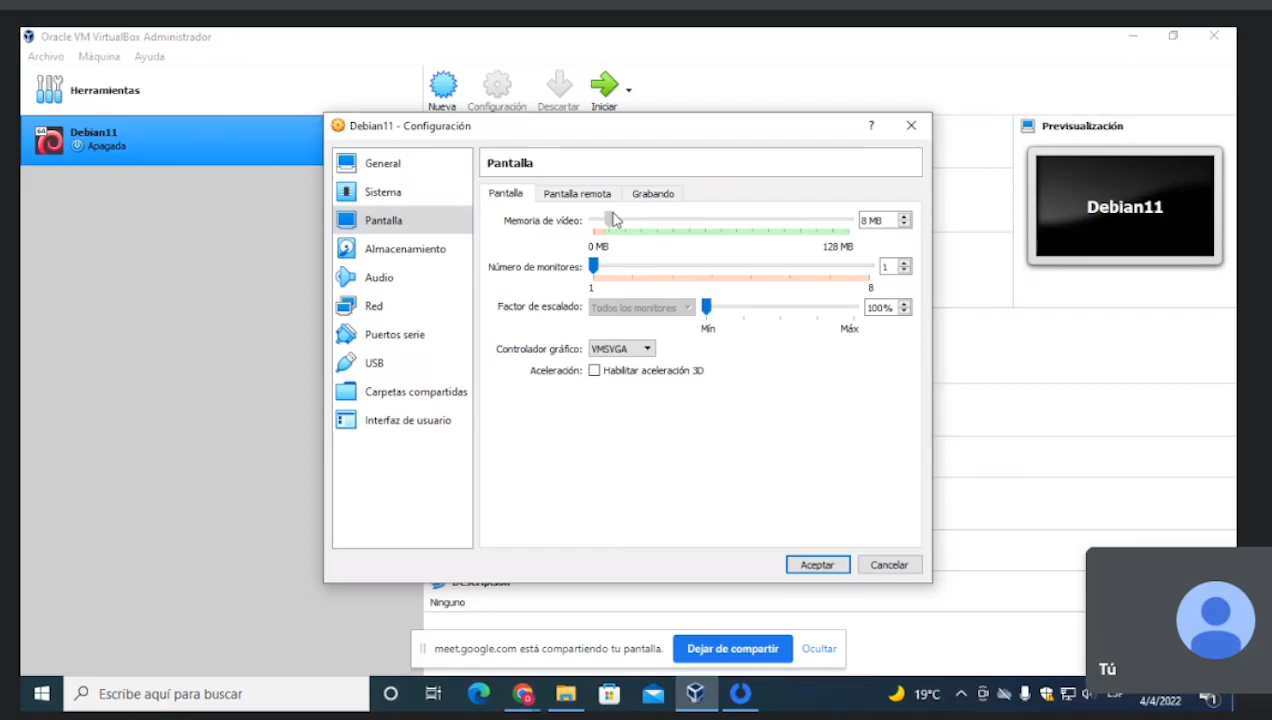 Oracle VM VirtualBox Administrador
Archivo Máquina Ayuda
Herramientas
Nueva Configuración Descartar Iniciar
64
Debian11
Apagada
Debian11 - Configuración
?
General
Sistema
Pantalla
Almacenamiento
Audio
Red
Puertos serie
USB
Carpetas compartidas
Interfaz de usuario
Pantalla
Pantalla Pantalla remota Grabando
Memoria de vídeo: 8 MB
0 MB 128 MB
Número de monitores: 1
1 8
Factor de escalado: Todos los monitores 100%
Mín Máx
Controlador gráfico: VMSVGA
Aceleración: Habilitar aceleración 3D
Aceptar Cancelar
Previsualización
Debian11
Descripción
Ninguno
meet.google.com está compartiendo tu pantalla. Dejar de compartir Ocultar
Tú
Escribe aquí para buscar
19°C
4/4/2022
1